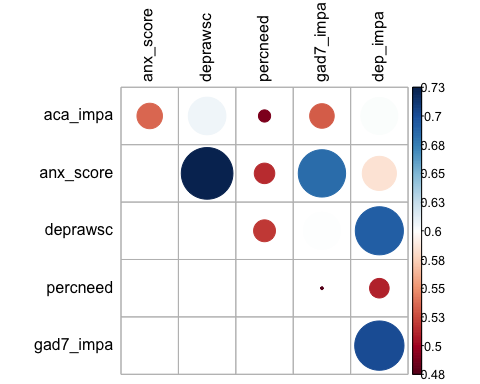 anx_score
deprawsc
percneed
gad7_impa
dep_impa
aca_impa
anx_score
deprawsc
percneed
gad7_impa
0.73
0.7
0.68
0.65
0.63
0.6
0.58
0.55
0.53
0.5
0.48